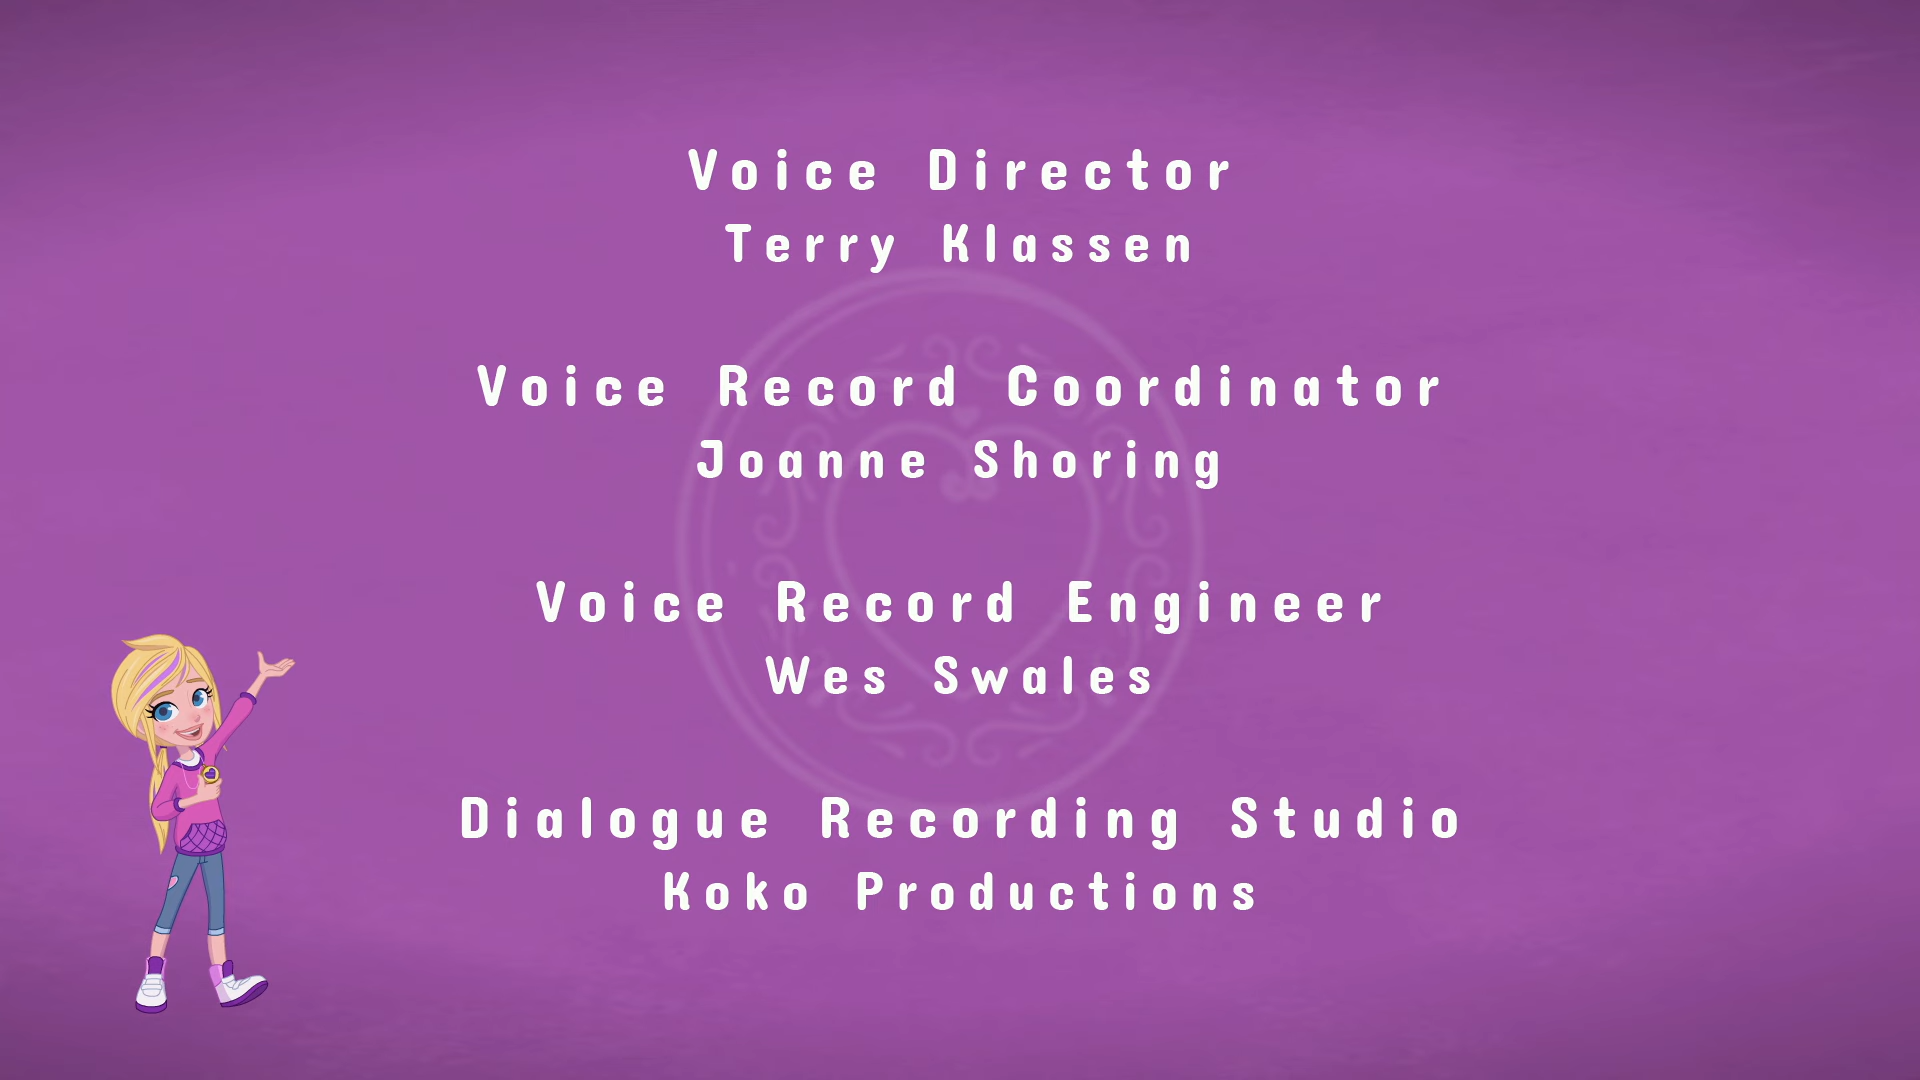 Voice Director
Terry Klassen
Voice Record Coordinator
Joanne Shoring
Voice Record Engineer
Wes Swales
Dialogue Recording Studio
Koko Productions